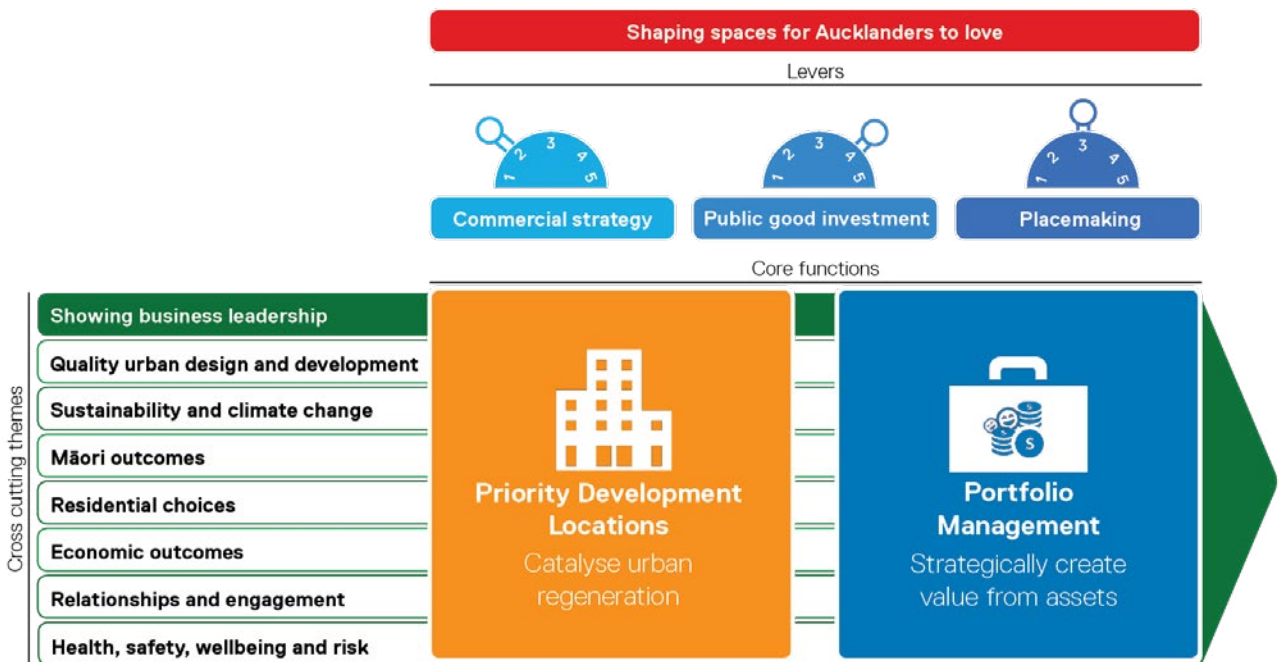 Shaping spaces for Aucklanders to love
Levers
1 2 3 4 5
1 2 3 4 5
1 2 3 4 5
Commercial strategy
Public good investment
Placemaking
Core functions
Cross cutting themes
Showing business leadership
Quality urban design and development
Sustainability and climate change
Māori outcomes
Residential choices
Economic outcomes
Relationships and engagement
Health, safety, wellbeing and risk
Priority Development
Locations
Catalyse urban
regeneration
$
$
Portfolio
Management
Strategically create
value from assets